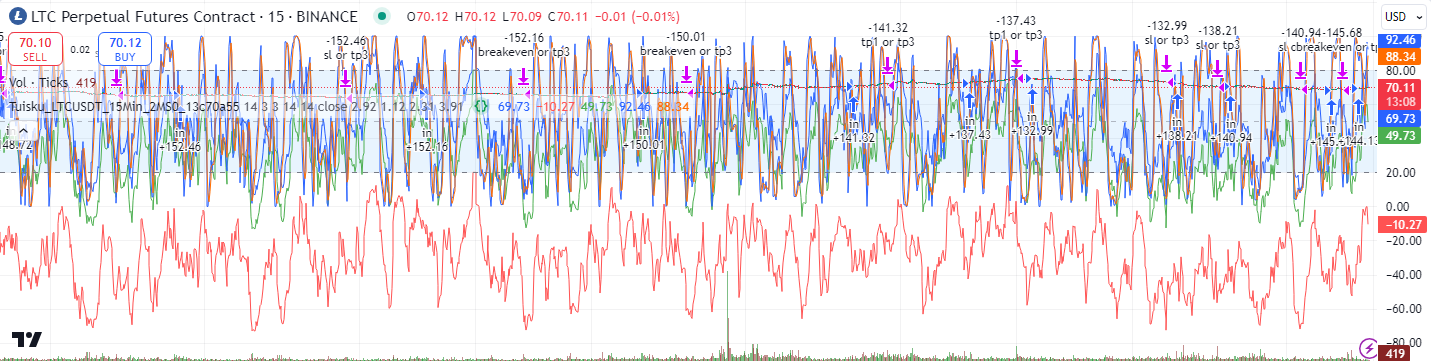 LTC Perpetual Futures Contract · 15 · BINANCE O70.12 H70.12 L70.09 C70.11 −0.01 (−0.01%)
USD
70.10
SELL
0.02
70.12
BUY
Vol · Ticks 419
Tuisku_LTCUSDT_15Min_2MS0_13c70a55 14 3 3 14 14 close 2.92 1.12 2.31 3.91 69.73 −10.27 49.73 92.46 88.34
-152.46
sl or tp3
-152.16
breakeven or tp3
-150.01
breakeven or tp3
-141.32
tp1 or tp3
-137.43
tp1 or tp3
-132.99
sl or tp3
-138.21
sl or tp3
-140.94
-145.68
in
+152.46
in
+152.16
in
+150.01
in
+141.32
in
+137.43
in
+132.99
in
+138.21
in
+140.94
in
in
92.46
88.34
80.00
70.11
13:08
69.73
49.73
20.00
0.00
−10.27
−20.00
−40.00
−60.00
−80.00
419